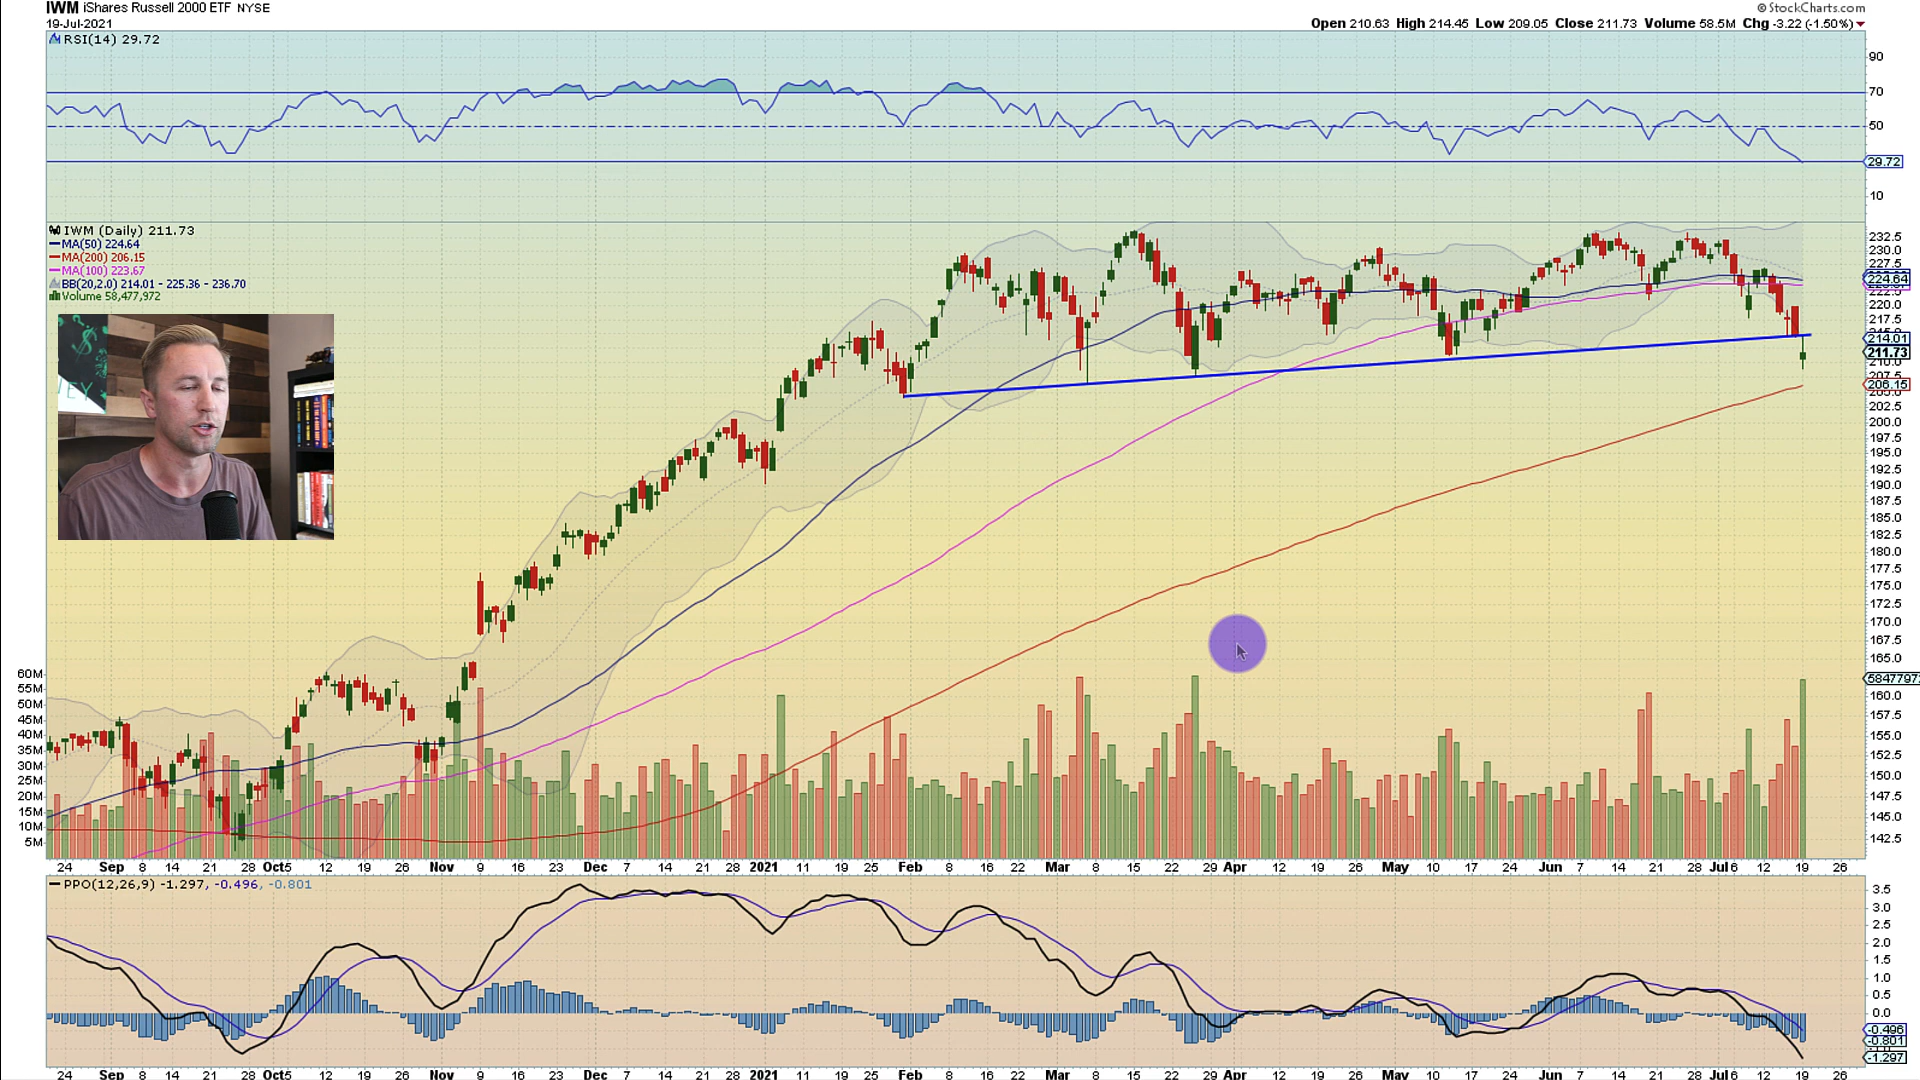 IWM iShares Russell 2000 ETF NYSE
© StockCharts.com
19-Jul-2021
Open 210.63 High 214.45 Low 209.05 Close 211.73 Volume 58.5M Chg -3.22 (-1.50%)
RSI(14) 29.72
90
70
50
29.72
10
IWM (Daily) 211.73
MA(50) 224.64
MA(200) 206.15
MA(100) 223.67
BB(20,2.0) 214.01 - 225.36 - 236.70
Volume 58,477,972
232.5
230.0
227.5
224.64
220.0
217.5
214.01
211.73
206.15
202.5
200.0
197.5
195.0
192.5
190.0
187.5
185.0
182.5
180.0
177.5
175.0
172.5
170.0
167.5
165.0
5847797
160.0
157.5
155.0
152.5
150.0
147.5
145.0
142.5
60M
55M
50M
45M
40M
35M
30M
25M
20M
15M
10M
5M
24 Sep 8 14 21 28 Oct5 12 19 26 Nov 9 16 23 Dec 7 14 21 28 2021 11 19 25 Feb 8 16 22 Mar 8 15 22 29 Apr 12 19 26 May 10 17 24 Jun 7 14 21 28 Jul 6 12 19 26
PPO(12,26,9) -1.297, -0.496, -0.801
3.5
3.0
2.5
2.0
1.5
1.0
0.5
0.0
-0.496
-0.801
-1.297
24 Sep 8 14 21 28 Oct5 12 19 26 Nov 9 16 23 Dec 7 14 21 28 2021 11 19 25 Feb 8 16 22 Mar 8 15 22 29 Apr 12 19 26 May 10 17 24 Jun 7 14 21 28 Jul 6 12 19 26